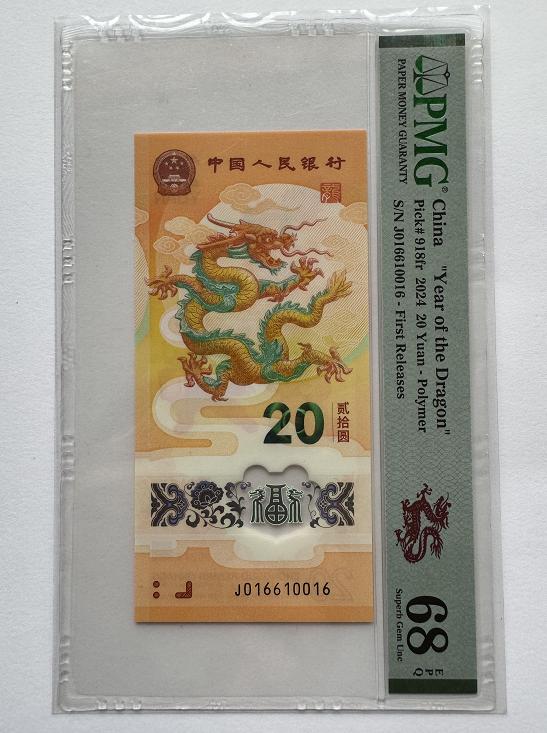 中国人民银行
20
贰拾圆
J016610016
PMG®
PAPER MONEY GUARANTY
China "Year of the Dragon"
Pick# 918fr 2024 20 Yuan - Polymer
S/N J016610016 - First Releases
68
EPQ
Superb Gem Unc